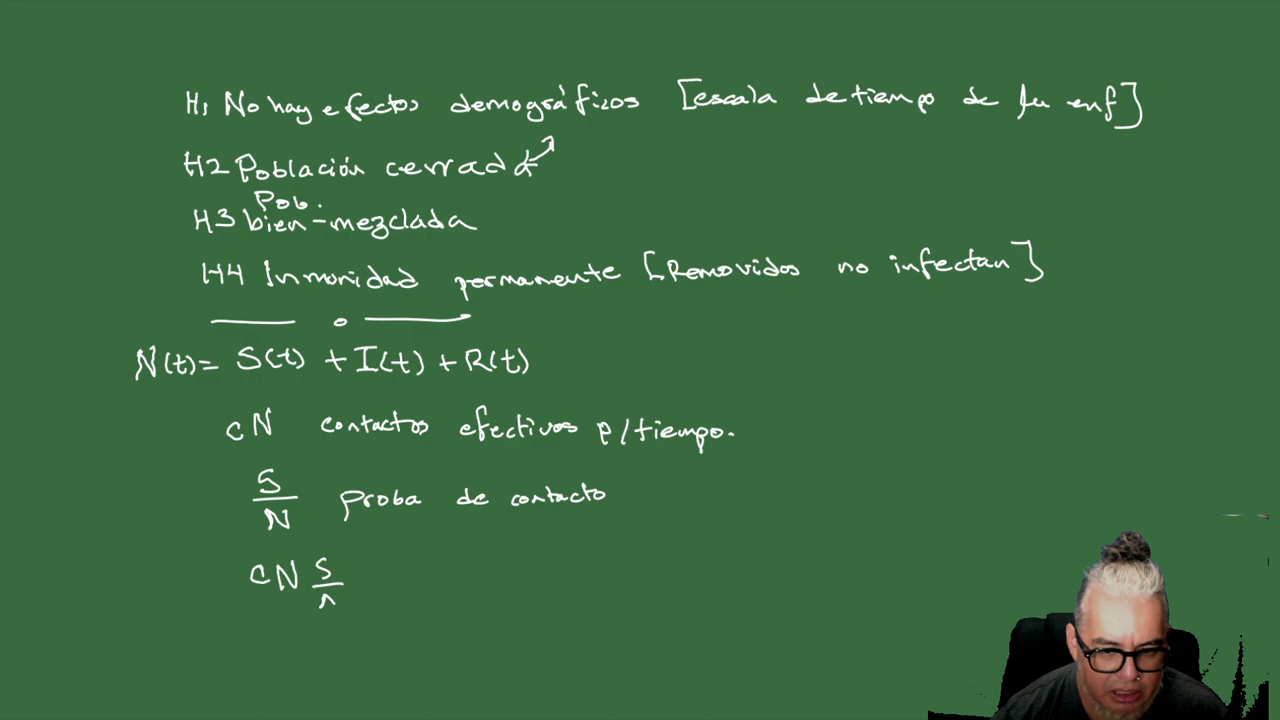 H1 No hay efectos demográficos [escala de tiempo de la enf]
H2 Población cerrada
Pob.
H3 bien-mezclada
H4 Inmunidad permanente [Removidos no infectan]
N(t)= S(t) + I(t) + R(t)
cN contactos efectivos p/tiempo.
S
N proba de contacto
cN S
N